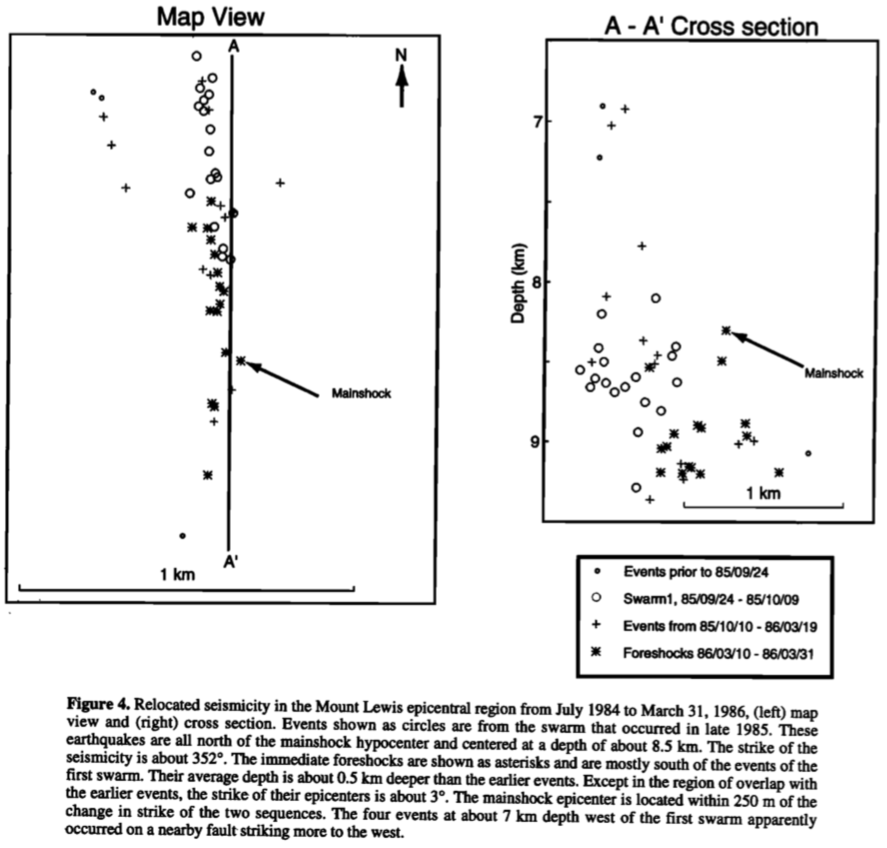 Map View
A
N
Mainshock
A'
1 km
A - A' Cross section
7
8
9
Depth (km)
Mainshock
1 km
Events prior to 85/09/24
Swarm1, 85/09/24 - 85/10/09
Events from 85/10/10 - 86/03/19
Foreshocks 86/03/10 - 86/03/31
Figure 4. Relocated seismicity in the Mount Lewis epicentral region from July 1984 to March 31, 1986, (left) map
view and (right) cross section. Events shown as circles are from the swarm that occurred in late 1985. These
earthquakes are all north of the mainshock hypocenter and centered at a depth of about 8.5 km. The strike of the
seismicity is about 352°. The immediate foreshocks are shown as asterisks and are mostly south of the events of the
first swarm. Their average depth is about 0.5 km deeper than the earlier events. Except in the region of overlap with
the earlier events, the strike of their epicenters is about 3°. The mainshock epicenter is located within 250 m of the
change in strike of the two sequences. The four events at about 7 km depth west of the first swarm apparently
occurred on a nearby fault striking more to the west.